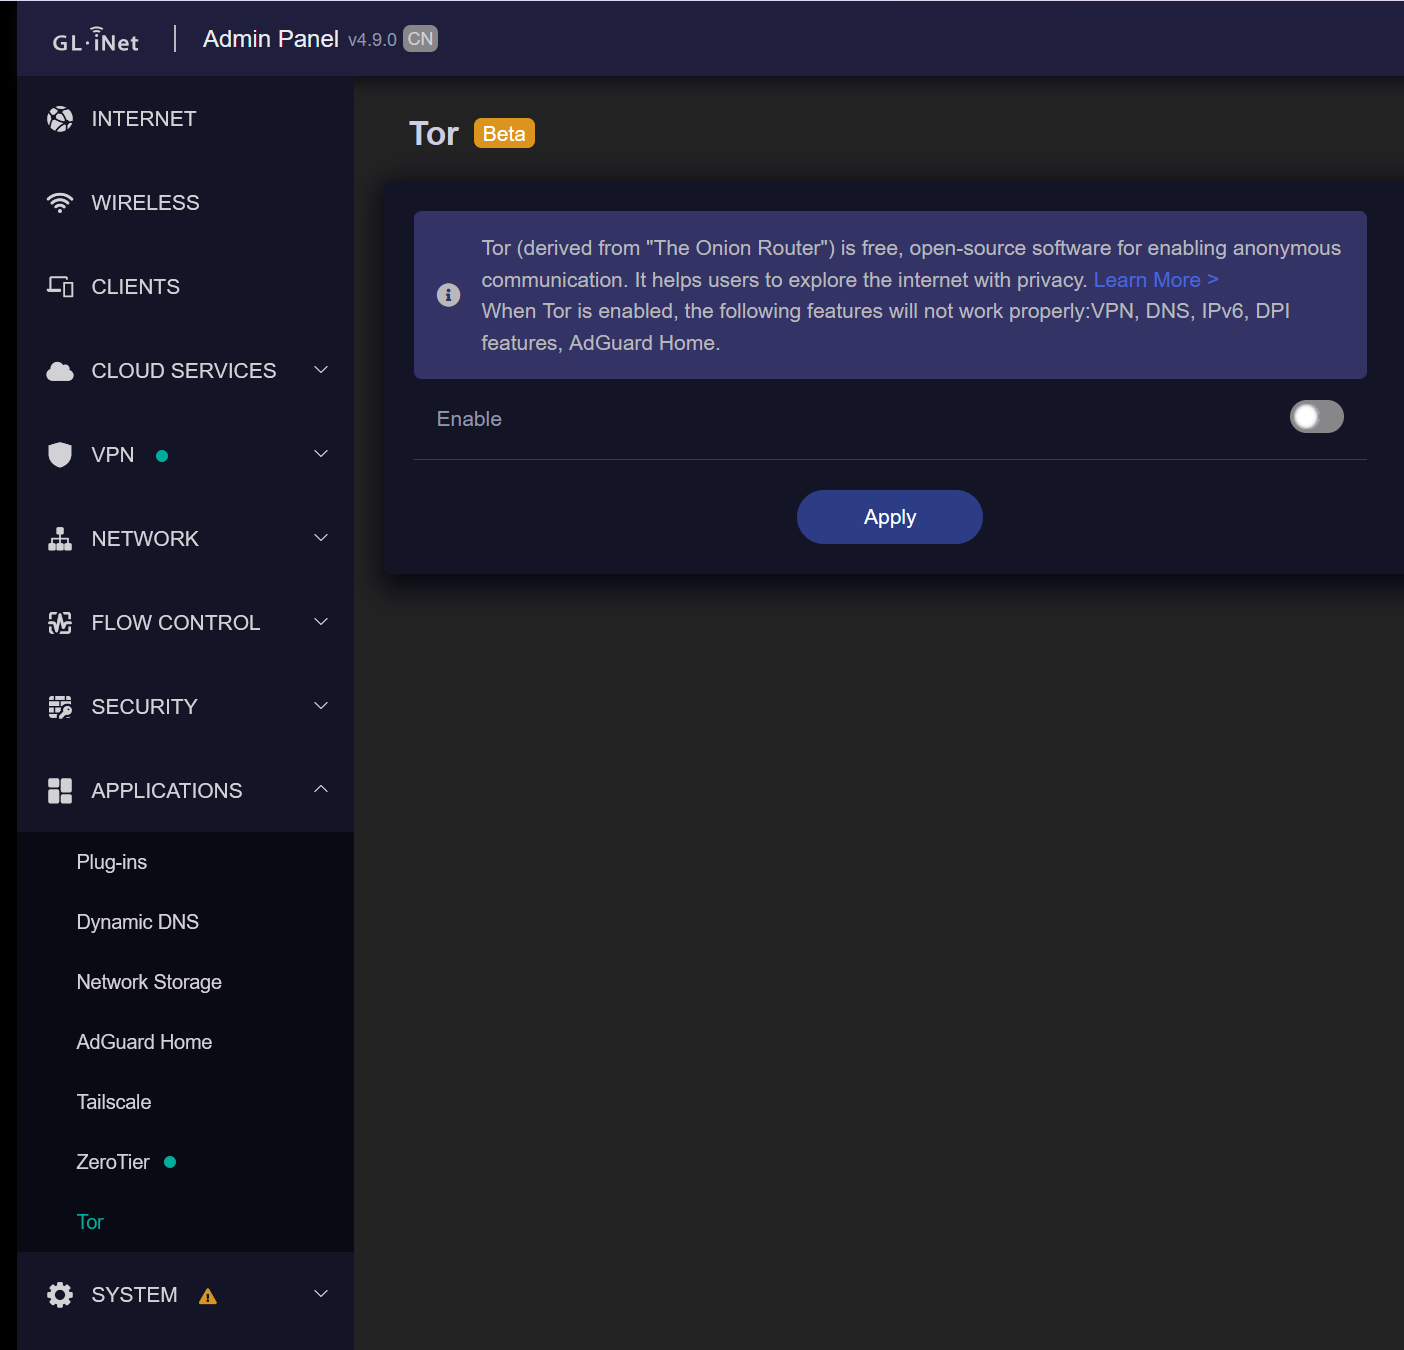 GL·iNet
Admin Panel v4.9.0 CN
INTERNET
WIRELESS
CLIENTS
CLOUD SERVICES
VPN
NETWORK
FLOW CONTROL
SECURITY
APPLICATIONS
Plug-ins
Dynamic DNS
Network Storage
AdGuard Home
Tailscale
ZeroTier
Tor
SYSTEM
Tor Beta
Tor (derived from "The Onion Router") is free, open-source software for enabling anonymous
communication. It helps users to explore the internet with privacy. Learn More >
When Tor is enabled, the following features will not work properly:VPN, DNS, IPv6, DPI
features, AdGuard Home.
Enable
Apply